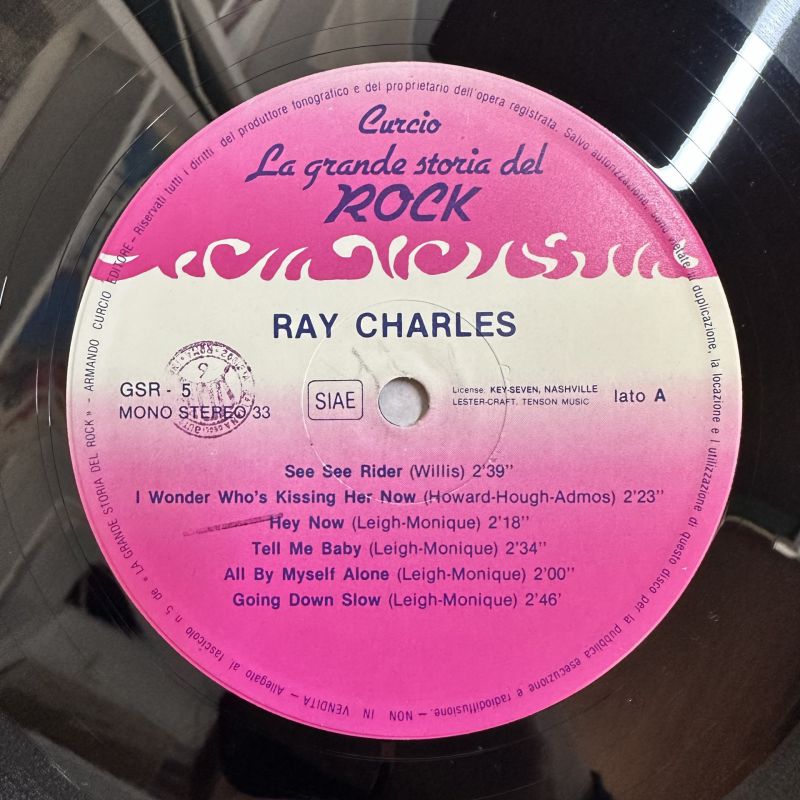 Curcio
La grande storia del
ROCK
RAY CHARLES
GSR - 5
MONO STEREO 33
SIAE
License: KEY-SEVEN, NASHVILLE
LESTER-CRAFT, TENSON MUSIC
lato A
See See Rider (Willis) 2'39"
I Wonder Who's Kissing Her Now (Howard-Hough-Admos) 2'23"
Hey Now (Leigh-Monique) 2'18"
Tell Me Baby (Leigh-Monique) 2'34"
All By Myself Alone (Leigh-Monique) 2'00"
Going Down Slow (Leigh-Monique) 2'46'
Allegato al fascicolo n. 5 de « LA GRANDE STORIA DEL ROCK » - ARMANDO CURCIO EDITORE - Riservati tutti i diritti del produttore fonografico e del proprietario dell'opera registrata. Salvo autorizzazione, sono vietate la duplicazione, la locazione e l utilizzazione di questo disco per la pubblica esecuzione e radiodiffusione. - NON IN VENDITA -